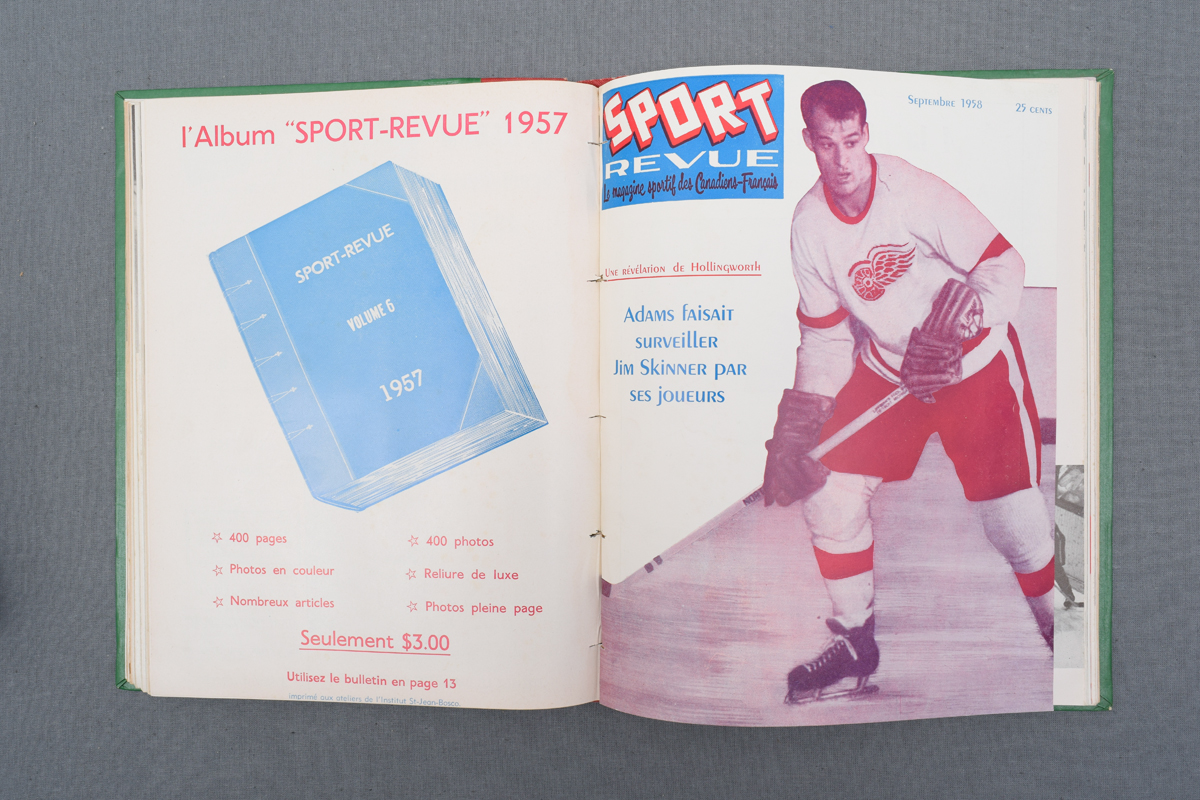 l'Album "SPORT-REVUE" 1957
SPORT-REVUE
VOLUME 6
1957
☆ 400 pages
☆ Photos en couleur
☆ Nombreux articles
☆ 400 photos
☆ Reliure de luxe
☆ Photos pleine page
Seulement $3.00
Utilisez le bulletin en page 13
imprimé aux ateliers de l'Institut St-Jean-Bosco
SPORT
REVUE
Le magazine sportif des Canadiens-Français
Septembre 1958
25 CENTS
Une révélation de Hollingworth
Adams faisait
surveiller
Jim Skinner par
ses joueurs